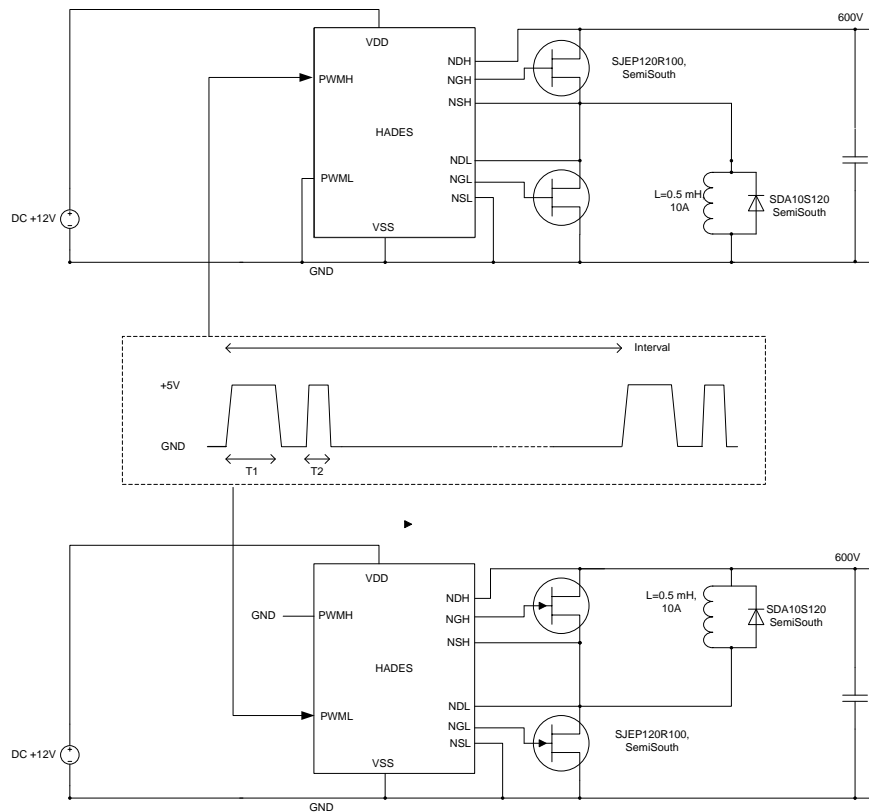 600V
VDD
NDH
SJEP120R100,
SemiSouth
PWMH
NGH
NSH
HADES
NDL
PWML
NGL
L=0.5 mH,
10A
SDA10S120
SemiSouth
NSL
DC +12V
VSS
GND
Interval
+5V
GND
T1
T2
600V
VDD
NDH
L=0.5 mH,
10A
SDA10S120
SemiSouth
GND
PWMH
NGH
NSH
HADES
NDL
PWML
NGL
SJEP120R100,
SemiSouth
NSL
DC +12V
VSS
GND